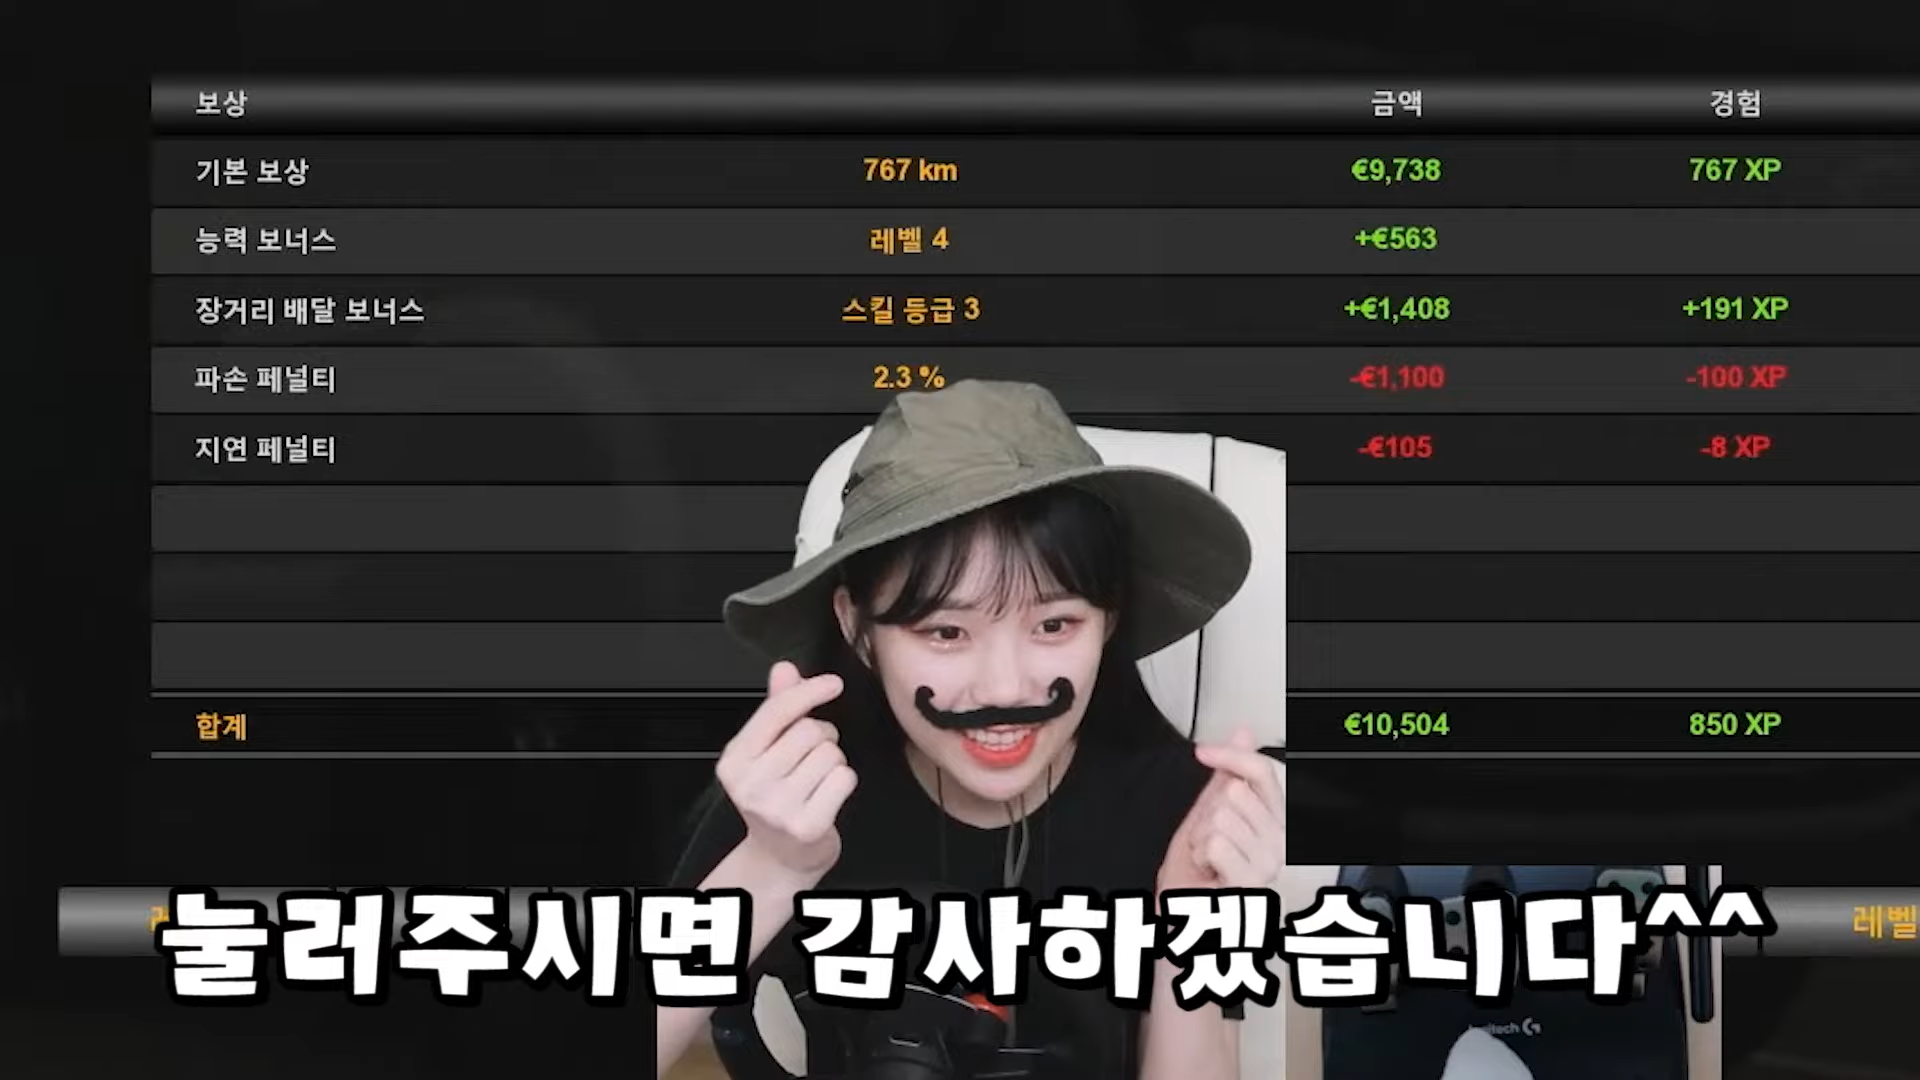 보상 금액 경험
기본 보상 767 km €9,738 767 XP
능력 보너스 레벨 4 +€563
장거리 배달 보너스 스킬 등급 3 +€1,408 +191 XP
파손 페널티 2.3 % -€1,100 -100 XP
지연 페널티 -€105 -8 XP
합계 €10,504 850 XP
레벨
눌러주시면 감사하겠습니다^^
logitech G